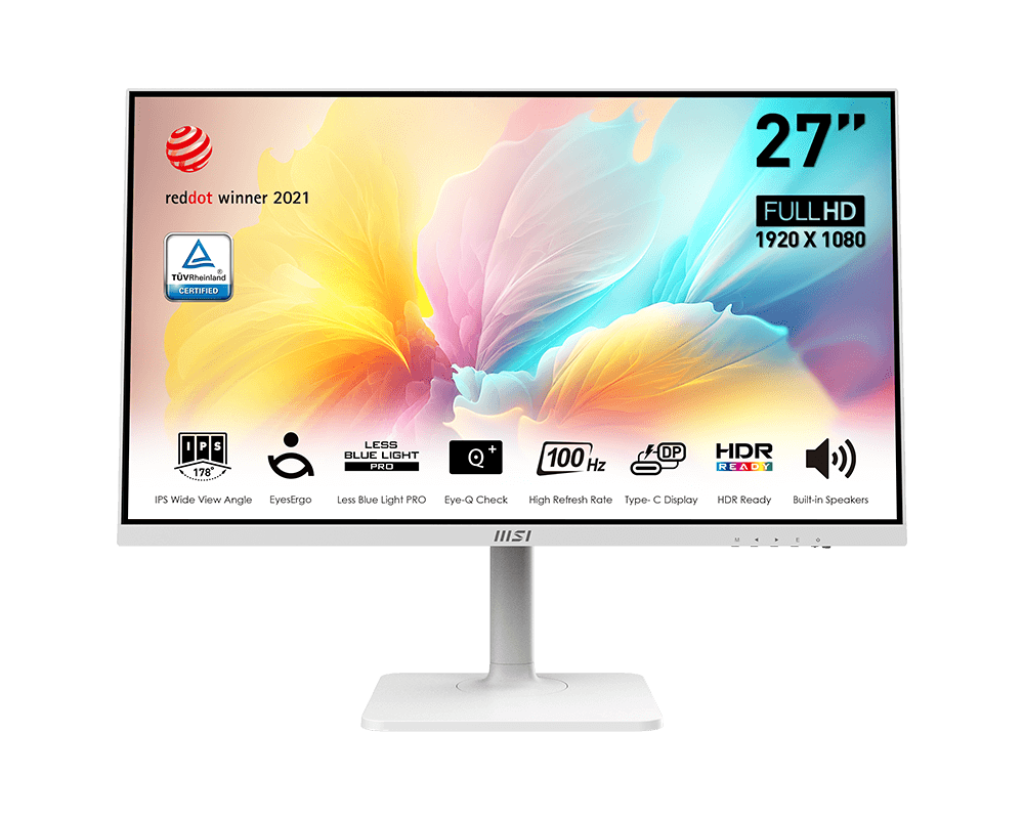 27”
reddot winner 2021
FULL HD
1920 X 1080
TÜVRheinland®
CERTIFIED
IPS
178°
LESS
BLUE LIGHT
PRO
Q+
100Hz
DP
HDR
READY
IPS Wide View Angle
EyesErgo
Less Blue Light PRO
Eye-Q Check
High Refresh Rate
Type- C Display
HDR Ready
Built-in Speakers
msi
M
E